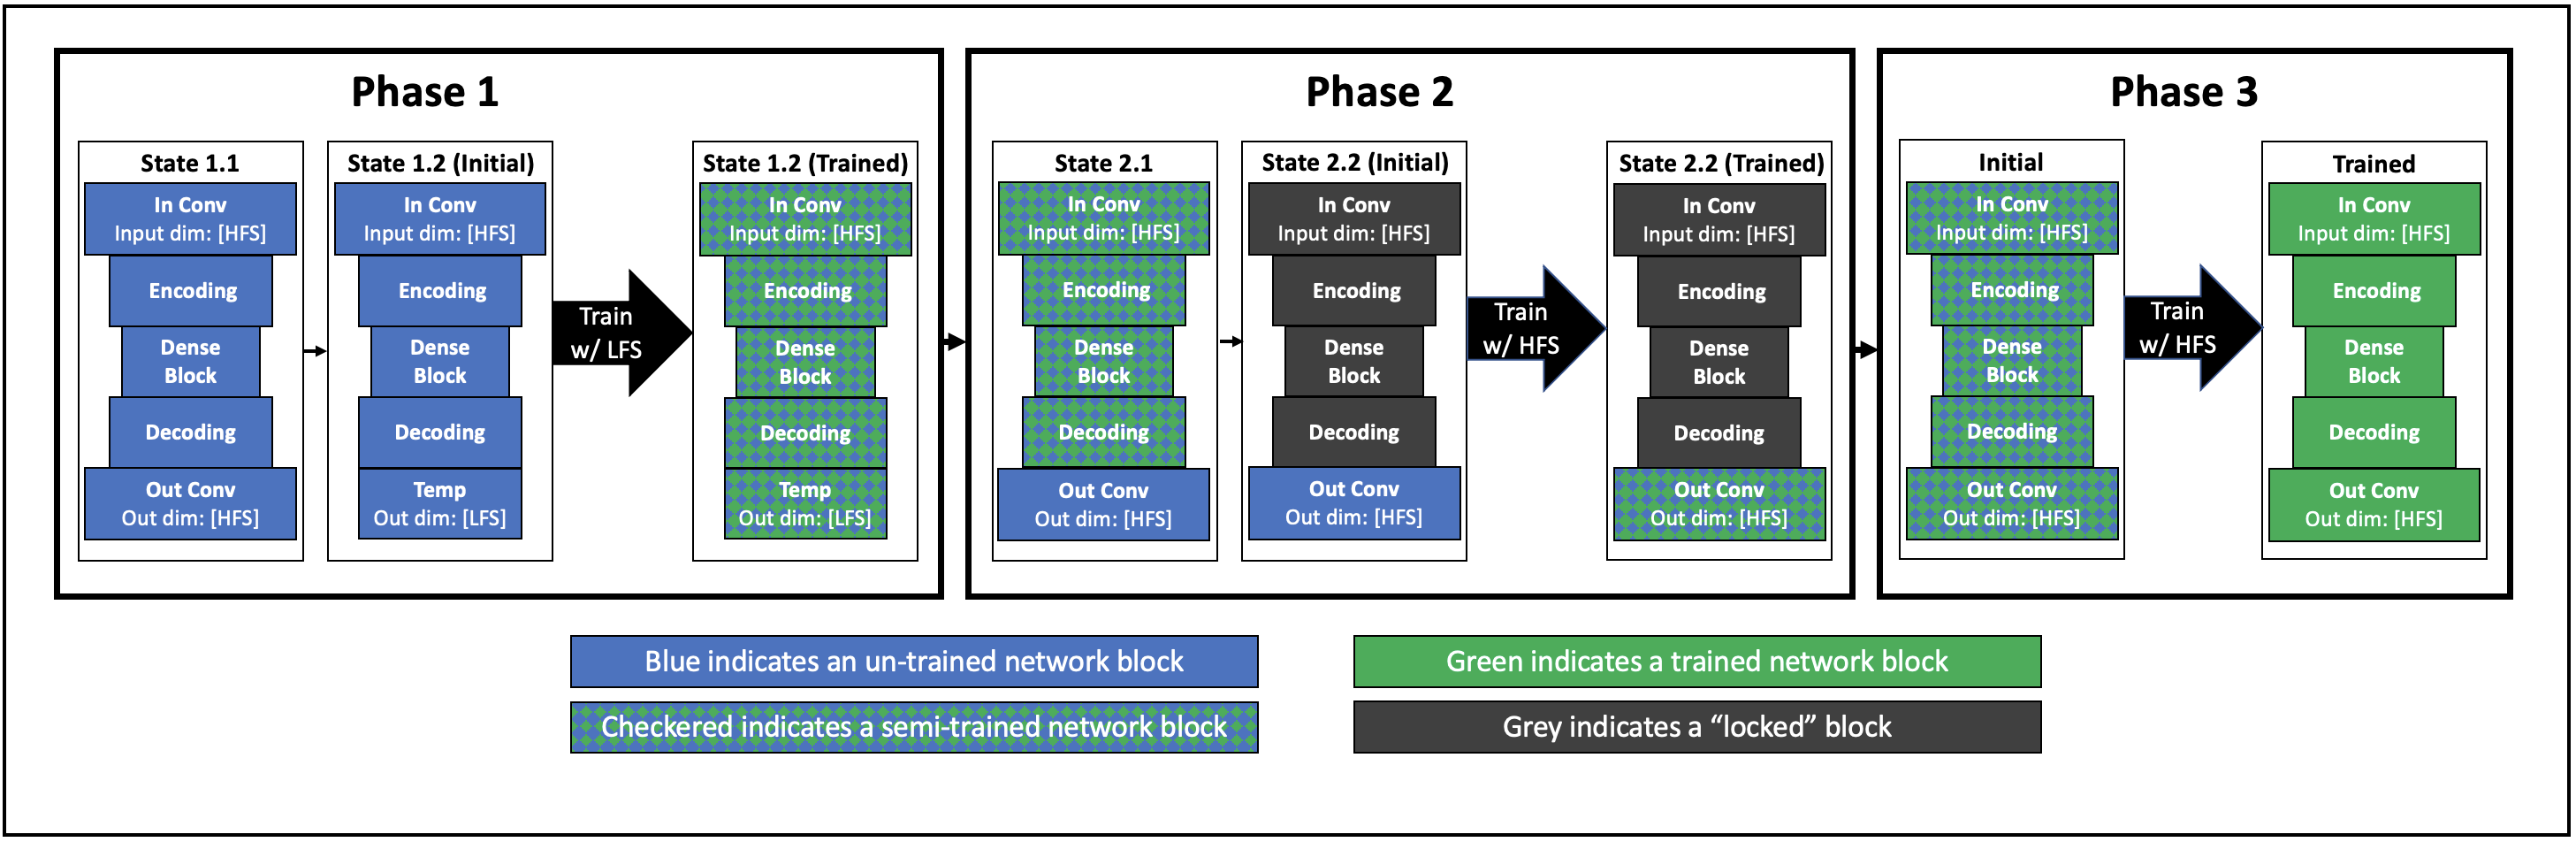 Phase 1
State 1.1
In Conv
Input dim: [HFS]
Encoding
Dense
Block
Decoding
Out Conv
Out dim: [HFS]
State 1.2 (Initial)
In Conv
Input dim: [HFS]
Encoding
Dense
Block
Decoding
Temp
Out dim: [LFS]
Train
w/ LFS
State 1.2 (Trained)
In Conv
Input dim: [HFS]
Encoding
Dense
Block
Decoding
Temp
Out dim: [LFS]
Phase 2
State 2.1
In Conv
Input dim: [HFS]
Encoding
Dense
Block
Decoding
Out Conv
Out dim: [HFS]
State 2.2 (Initial)
In Conv
Input dim: [HFS]
Encoding
Dense
Block
Decoding
Out Conv
Out dim: [HFS]
Train
w/ HFS
State 2.2 (Trained)
In Conv
Input dim: [HFS]
Encoding
Dense
Block
Decoding
Out Conv
Out dim: [HFS]
Phase 3
Initial
In Conv
Input dim: [HFS]
Encoding
Dense
Block
Decoding
Out Conv
Out dim: [HFS]
Train
w/ HFS
Trained
In Conv
Input dim: [HFS]
Encoding
Dense
Block
Decoding
Out Conv
Out dim: [HFS]
Blue indicates an un-trained network block
Green indicates a trained network block
Checkered indicates a semi-trained network block
Grey indicates a “locked” block